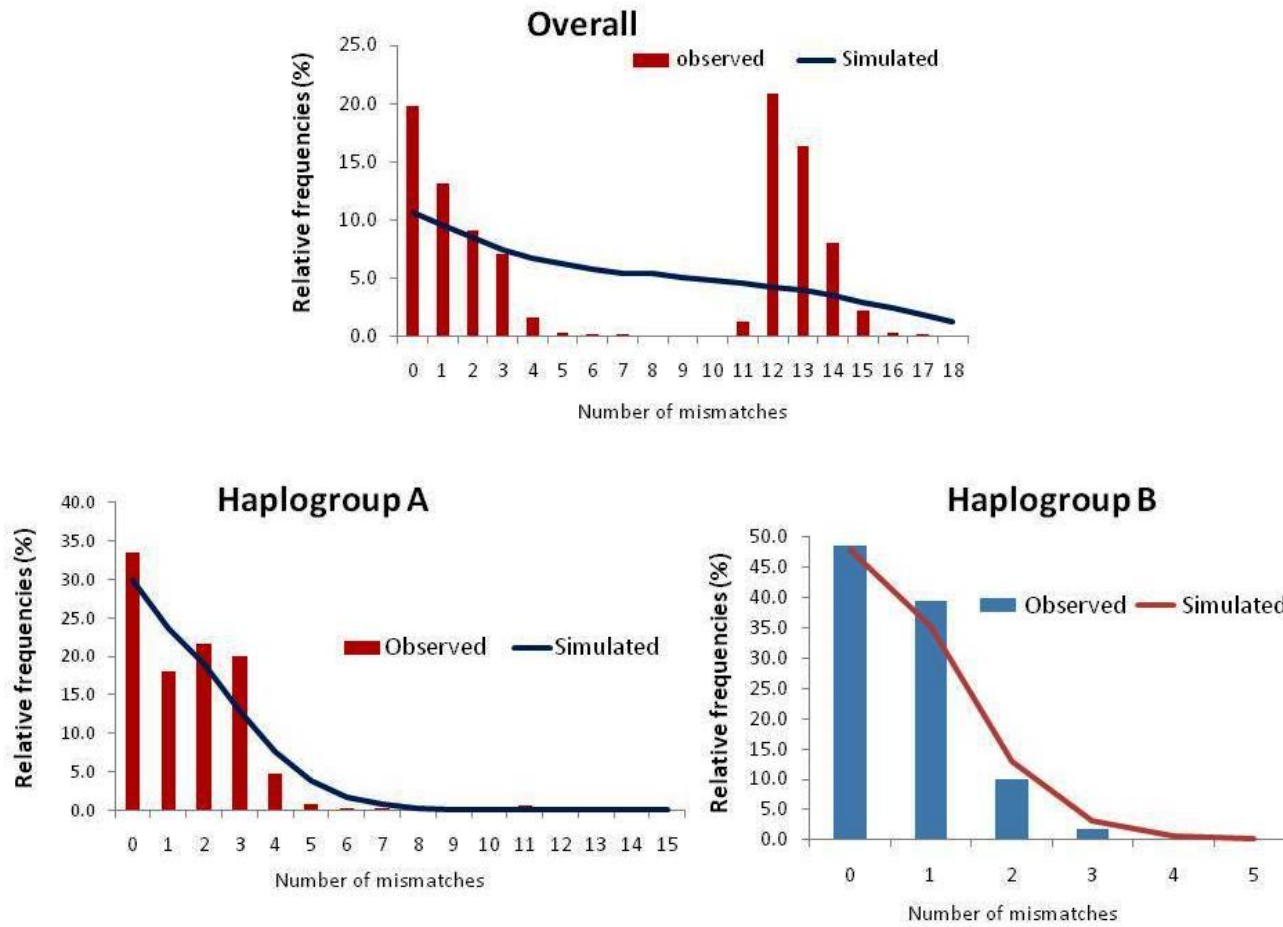 Overall
observed Simulated
Relative frequencies (%)
25.0
20.0
15.0
10.0
5.0
0.0
0 1 2 3 4 5 6 7 8 9 10 11 12 13 14 15 16 17 18
Number of mismatches
Haplogroup A
Observed Simulated
Relative frequencies (%)
40.0
35.0
30.0
25.0
20.0
15.0
10.0
5.0
0.0
0 1 2 3 4 5 6 7 8 9 10 11 12 13 14 15
Number of mismatches
Haplogroup B
Observed Simulated
Relative frequencies (%)
50.0
45.0
40.0
35.0
30.0
25.0
20.0
15.0
10.0
5.0
0.0
0 1 2 3 4 5
Number of mismatches